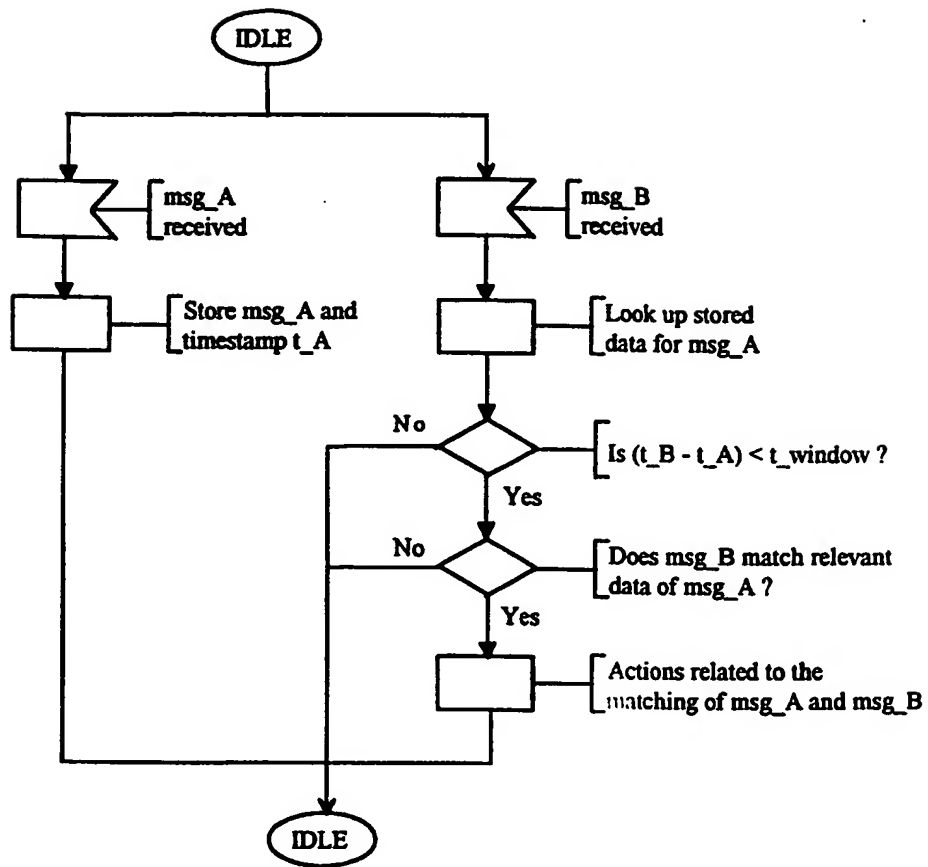 IDLE
msg_A
received
msg_B
received
Store msg_A and
timestamp t_A
Look up stored
data for msg_A
No
Is (t_B - t_A) < t_window ?
Yes
No
Does msg_B match relevant
data of msg_A ?
Yes
Actions related to the
matching of msg_A and msg_B
IDLE